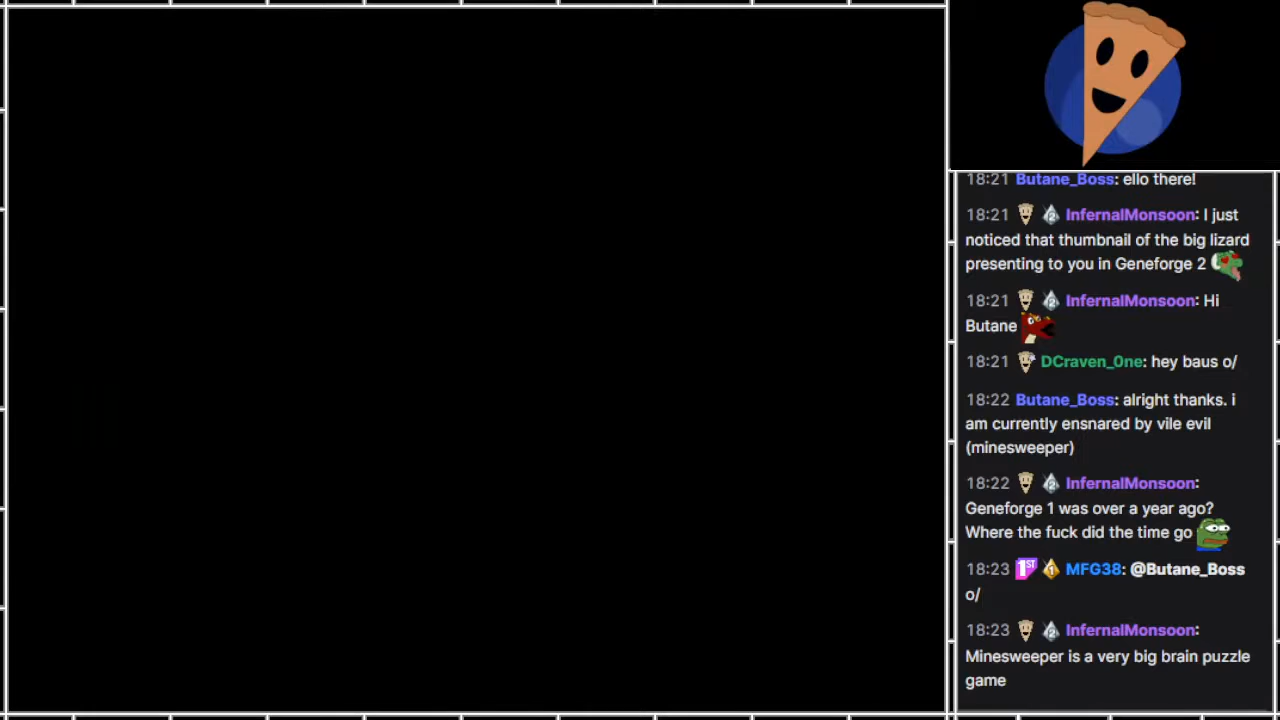 18:21 Butane_Boss: ello there!
18:21 InfernalMonsoon: I just
noticed that thumbnail of the big lizard
presenting to you in Geneforge 2
18:21 InfernalMonsoon: Hi
Butane
18:21 DCraven_0ne: hey baus o/
18:22 Butane_Boss: alright thanks. i
am currently ensnared by vile evil
(minesweeper)
18:22 InfernalMonsoon:
Geneforge 1 was over a year ago?
Where the fuck did the time go
18:23 1ST 1 MFG38: @Butane_Boss
o/
18:23 InfernalMonsoon:
Minesweeper is a very big brain puzzle
game